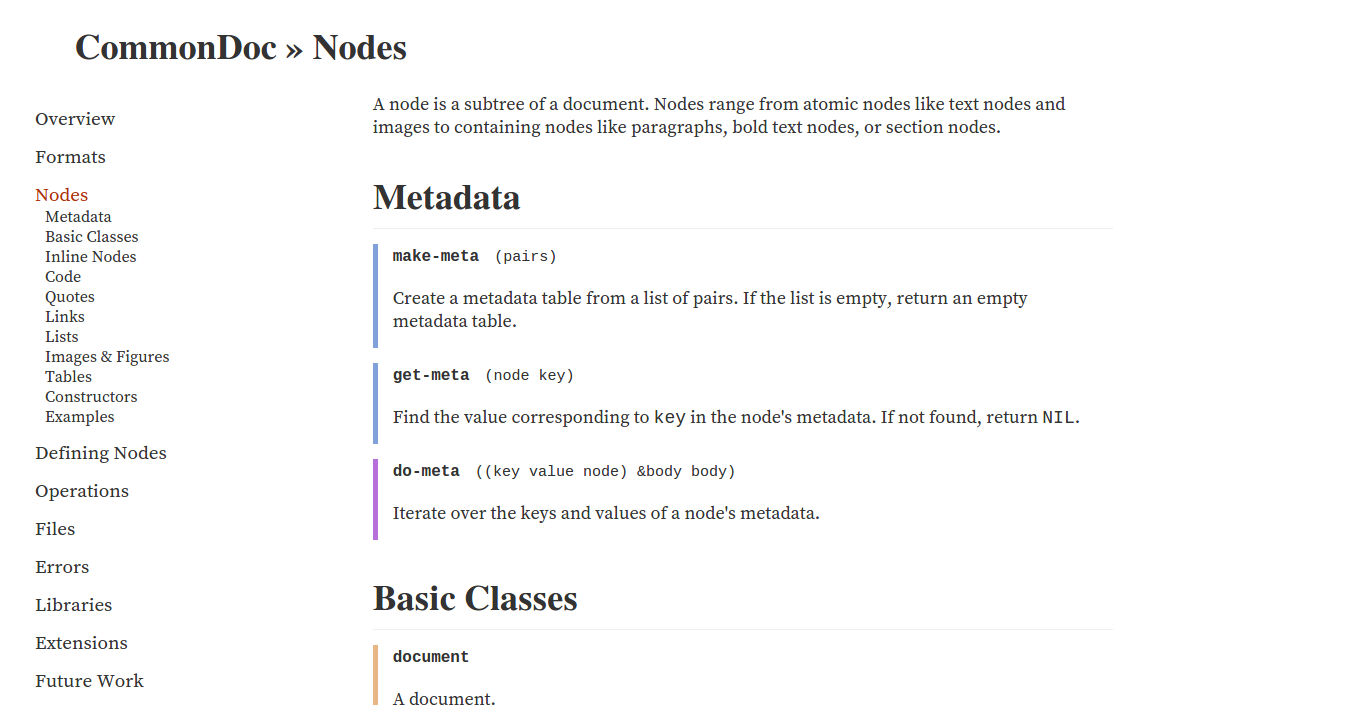 CommonDoc » Nodes
Overview
Formats
Nodes
Metadata
Basic Classes
Inline Nodes
Code
Quotes
Links
Lists
Images & Figures
Tables
Constructors
Examples
Defining Nodes
Operations
Files
Errors
Libraries
Extensions
Future Work
A node is a subtree of a document. Nodes range from atomic nodes like text nodes and
images to containing nodes like paragraphs, bold text nodes, or section nodes.
Metadata
make-meta (pairs)
Create a metadata table from a list of pairs. If the list is empty, return an empty
metadata table.
get-meta (node key)
Find the value corresponding to key in the node's metadata. If not found, return NIL.
do-meta ((key value node) &body body)
Iterate over the keys and values of a node's metadata.
Basic Classes
document
A document.